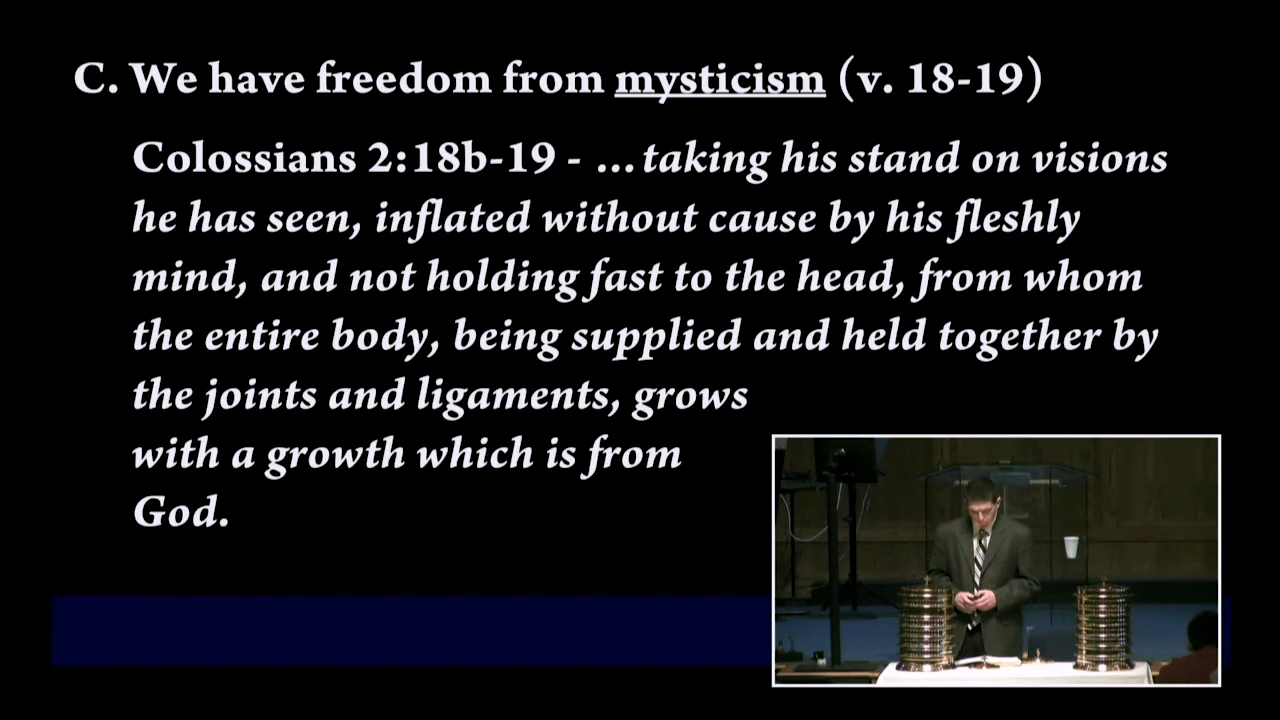 C. We have freedom from mysticism (v. 18-19)
Colossians 2:18b-19 - ...taking his stand on visions
he has seen, inflated without cause by his fleshly
mind, and not holding fast to the head, from whom
the entire body, being supplied and held together by
the joints and ligaments, grows
with a growth which is from
God.